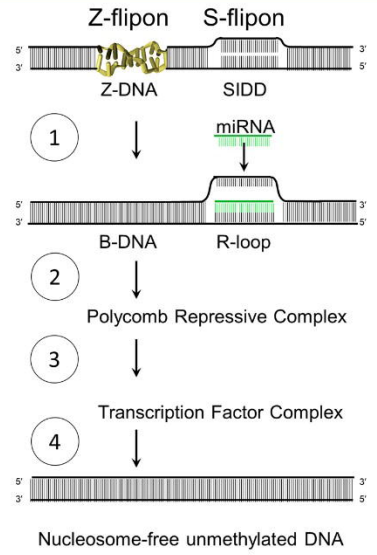 Z-flipon S-flipon
5' 3'
3' 5'
Z-DNA SIDD
1 miRNA
5' 3'
3' 5'
B-DNA R-loop
2
Polycomb Repressive Complex
3
Transcription Factor Complex
4
5' 3'
3' 5'
Nucleosome-free unmethylated DNA